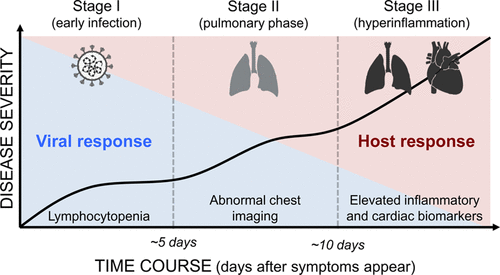 Stage I
(early infection)
Stage II
(pulmonary phase)
Stage III
(hyperinflammation)
DISEASE SEVERITY
Viral response
Host response
Lymphocytopenia
Abnormal chest
imaging
Elevated inflammatory
and cardiac biomarkers
~5 days
~10 days
TIME COURSE (days after symptoms appear)